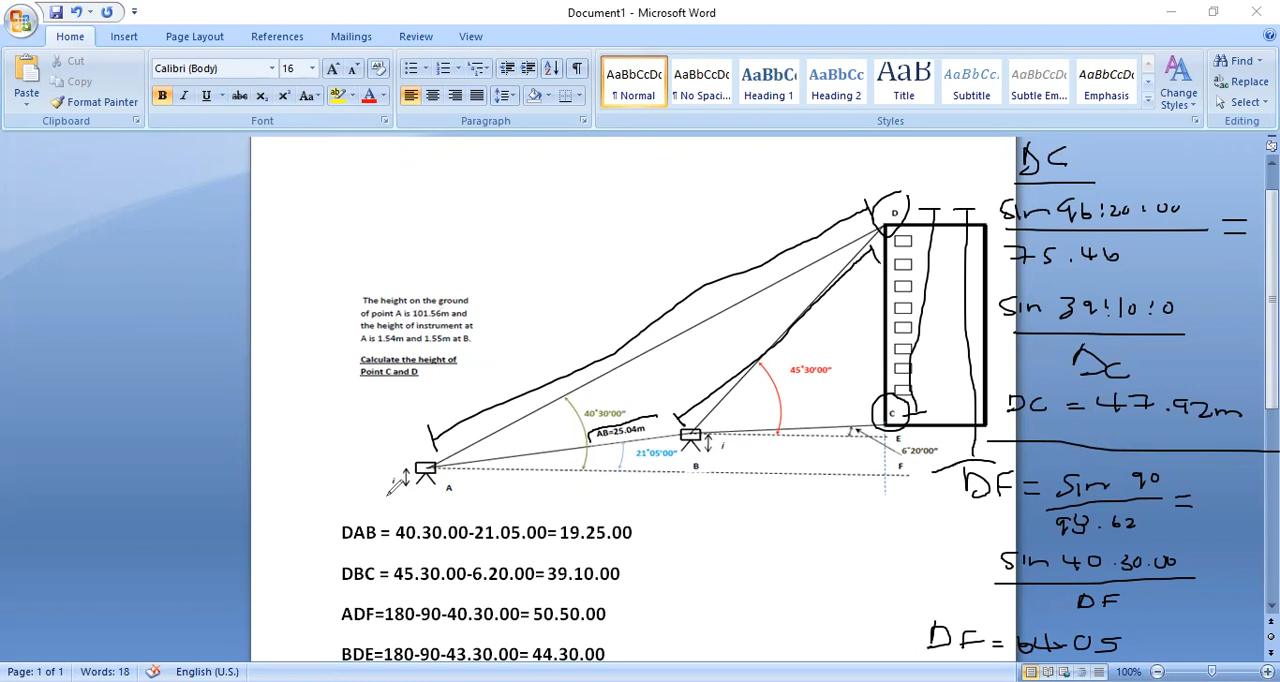 Document1 - Microsoft Word
Home Insert Page Layout References Mailings Review View
Paste
Cut
Copy
Format Painter
Clipboard
Calibri (Body) 16
Font
Paragraph
AaBbCcDc AaBbCcDc AaBbC AaBbCc AaB AaBbCc. AaBbCcDc AaBbCcDc
¶ Normal ¶ No Spaci... Heading 1 Heading 2 Title Subtitle Subtle Em... Emphasis
Change Styles
Styles
Find
Replace
Select
Editing
The height on the ground
of point A is 101.56m and
the height of instrument at
A is 1.54m and 1.55m at B.
Calculate the height of
Point C and D
D
45°30'00"
40°30'00"
AB=25.04m
21°05'00"
i
i
C
E
6°20'00"
F
A
B
DAB = 40.30.00-21.05.00= 19.25.00
DBC = 45.30.00-6.20.00= 39.10.00
ADF=180-90-40.30.00= 50.50.00
BDE=180-90-43.30.00= 44.30.00
DC
Sin 96:20:00
=
75.46
Sin 39:10:0
DC
DC = 47.92m
DF = Sin 90 =
Sin 40.30.00
DF
DF = 64.05
Page: 1 of 1 Words: 18 English (U.S.) 100%